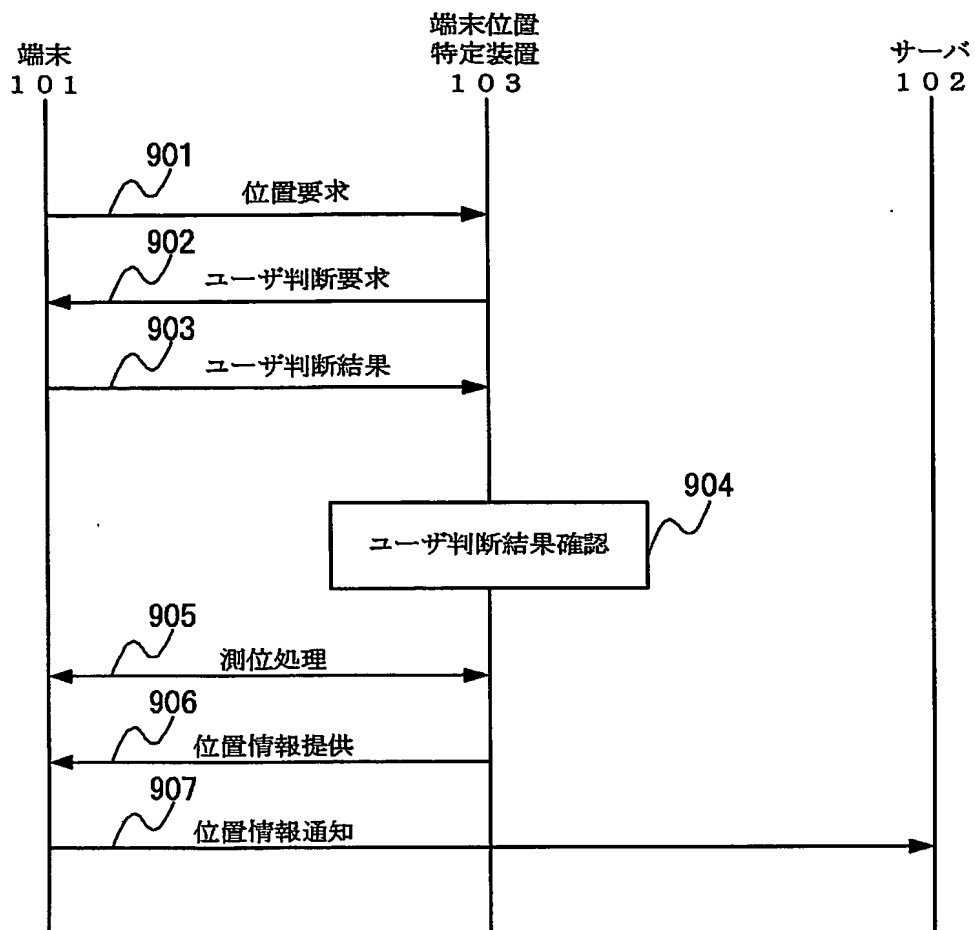 端末
１０１
端末位置
特定装置
１０３
サーバ
１０２
901
位置要求
902
ユーザ判断要求
903
ユーザ判断結果
904
ユーザ判断結果確認
905
測位処理
906
位置情報提供
907
位置情報通知